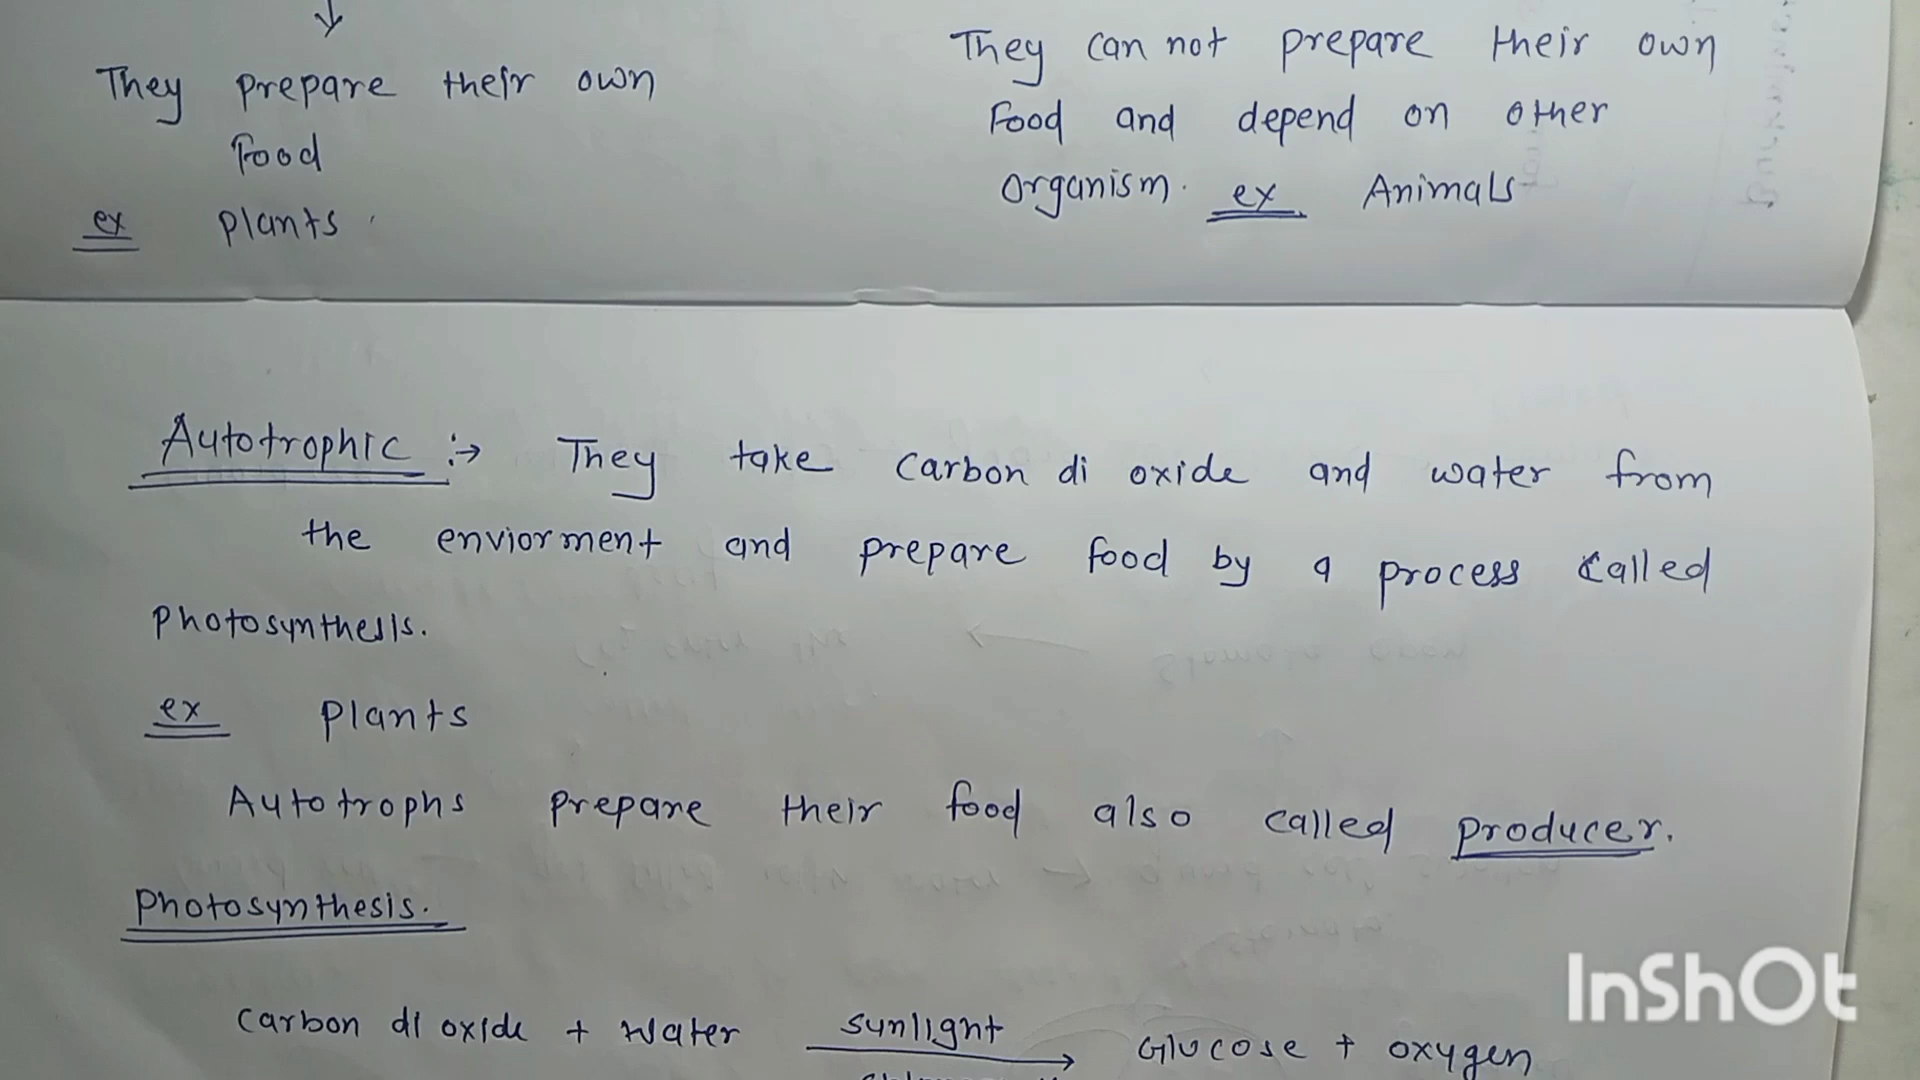 They prepare their own
food
ex plants
They can not prepare their own
Food and depend on other
organism. ex Animals
Autotrophic :→ They take carbon di oxide and water from
the enviorment and prepare food by a process called
photosynthesis.
ex plants
Autotrophs prepare their food also called producer.
Photosynthesis.
carbon di oxide + water sunlight → Glucose + oxygen
InShOt